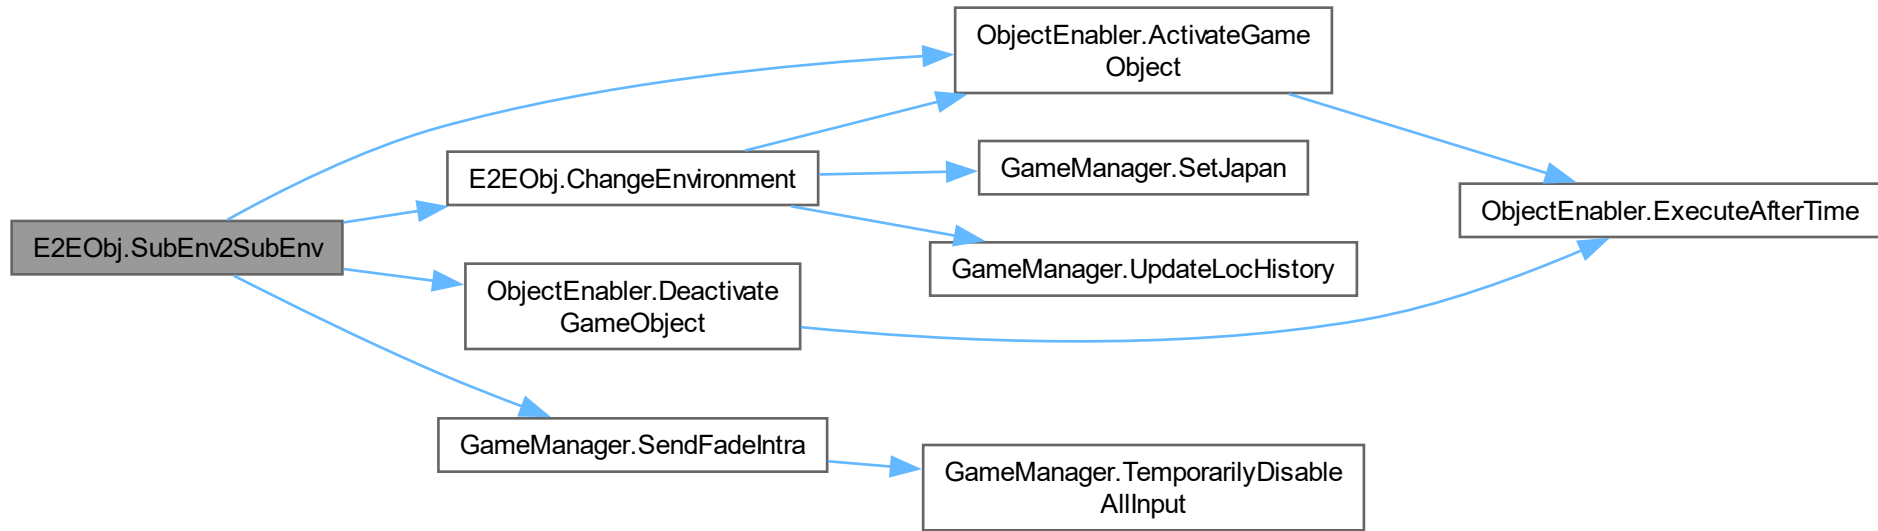 ObjectEnabler.ActivateGame
Object
E2EObj.ChangeEnvironment
GameManager.SetJapan
ObjectEnabler.ExecuteAfterTime
E2EObj.SubEnv2SubEnv
GameManager.UpdateLocHistory
ObjectEnabler.Deactivate
GameObject
GameManager.SendFadeIntra
GameManager.TemporarilyDisable
AllInput